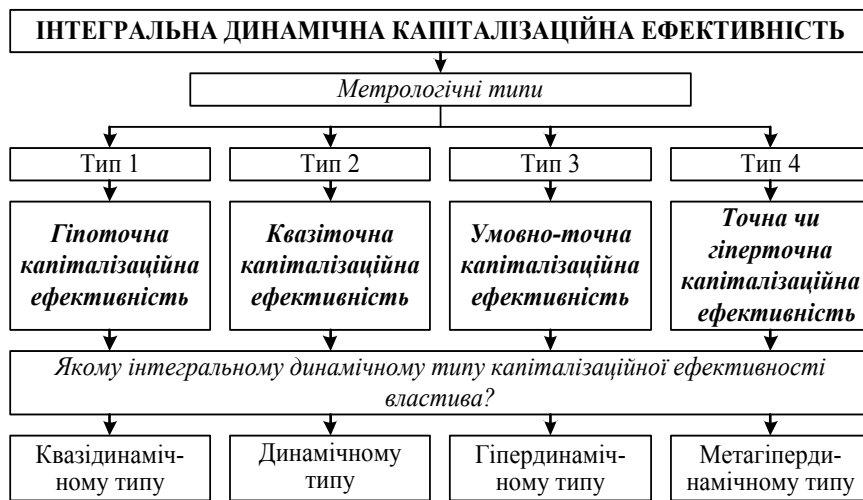 ІНТЕГРАЛЬНА ДИНАМІЧНА КАПІТАЛІЗАЦІЙНА ЕФЕКТИВНІСТЬ
Метрологічні типи
Тип 1
Тип 2
Тип 3
Тип 4
Гіпоточна
капіталізаційна
ефективність
Квазіточна
капіталізаційна
ефективність
Умовно-точна
капіталізаційна
ефективність
Точна чи
гіперточна
капіталізаційна
ефективність
Якому інтегральному динамічному типу капіталізаційної ефективності
властива?
Квазідинаміч-
ному типу
Динамічному
типу
Гіпердинаміч-
ному типу
Метагіперди-
намічному типу